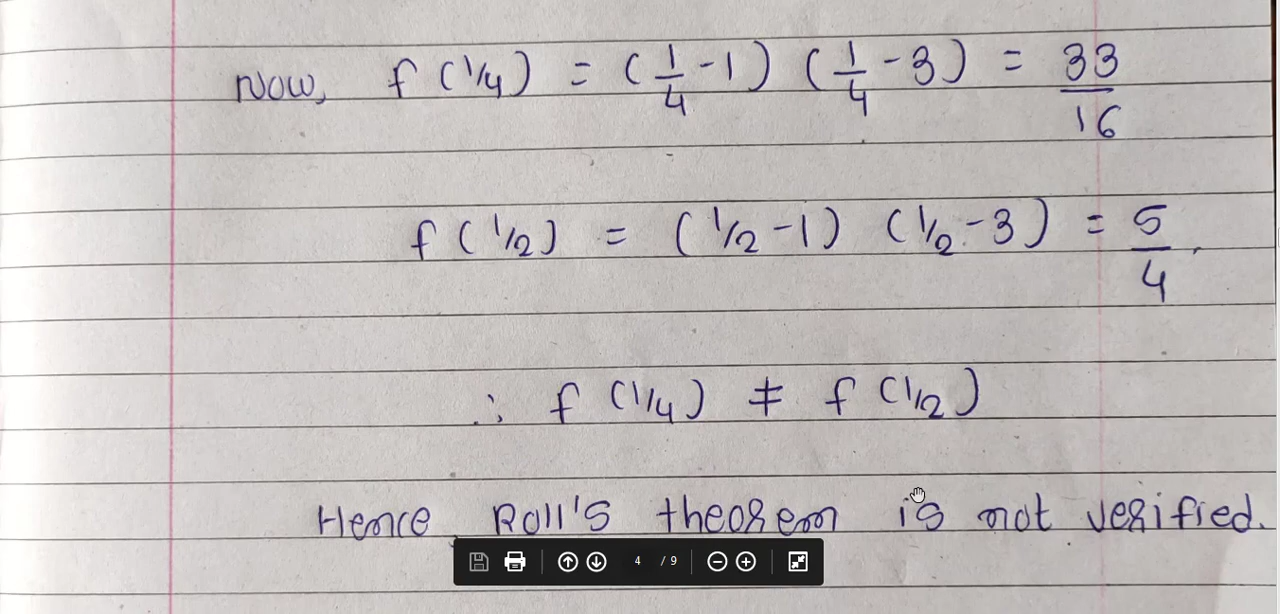 Now, f (1/4) = (1/4 - 1) (1/4 - 3) = 33/16
f (1/2) = (1/2 - 1) (1/2 - 3) = 5/4.
∴ f (1/4) ≠ f (1/2)
Hence Roll's theorem is not verified.
4 / 9